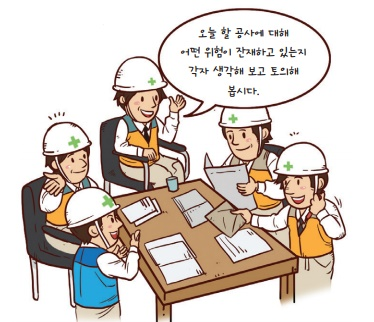 오늘 할 공사에 대해
어떤 위험이 잔재하고 있는지
각자 생각해 보고 토의해
봅시다.